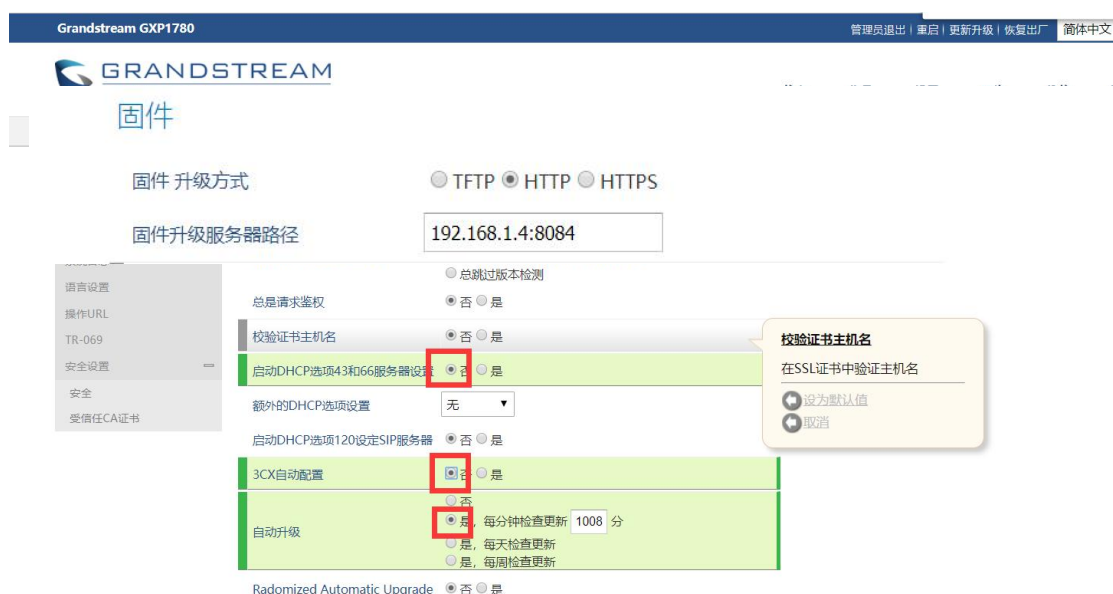 Grandstream GXP1780
管理员退出 | 重启 | 更新升级 | 恢复出厂 简体中文
GRANDSTREAM
固件
固件 升级方式 TFTP HTTP HTTPS
固件升级服务器路径 192.168.1.4:8084
总跳过版本检测
语言设置
总是请求鉴权 否 是
操作URL
校验证书主机名 否 是
TR-069
安全设置
启动DHCP选项43和66服务器设置 否 是
安全
额外的DHCP选项设置 无
受信任CA证书
启动DHCP选项120设定SIP服务器 否 是
3CX自动配置 否 是
否
自动升级 是，每分钟检查更新 1008 分
是，每天检查更新
是，每周检查更新
Radomized Automatic Upgrade 否 是
校验证书主机名
在SSL证书中验证主机名
设为默认值
取消